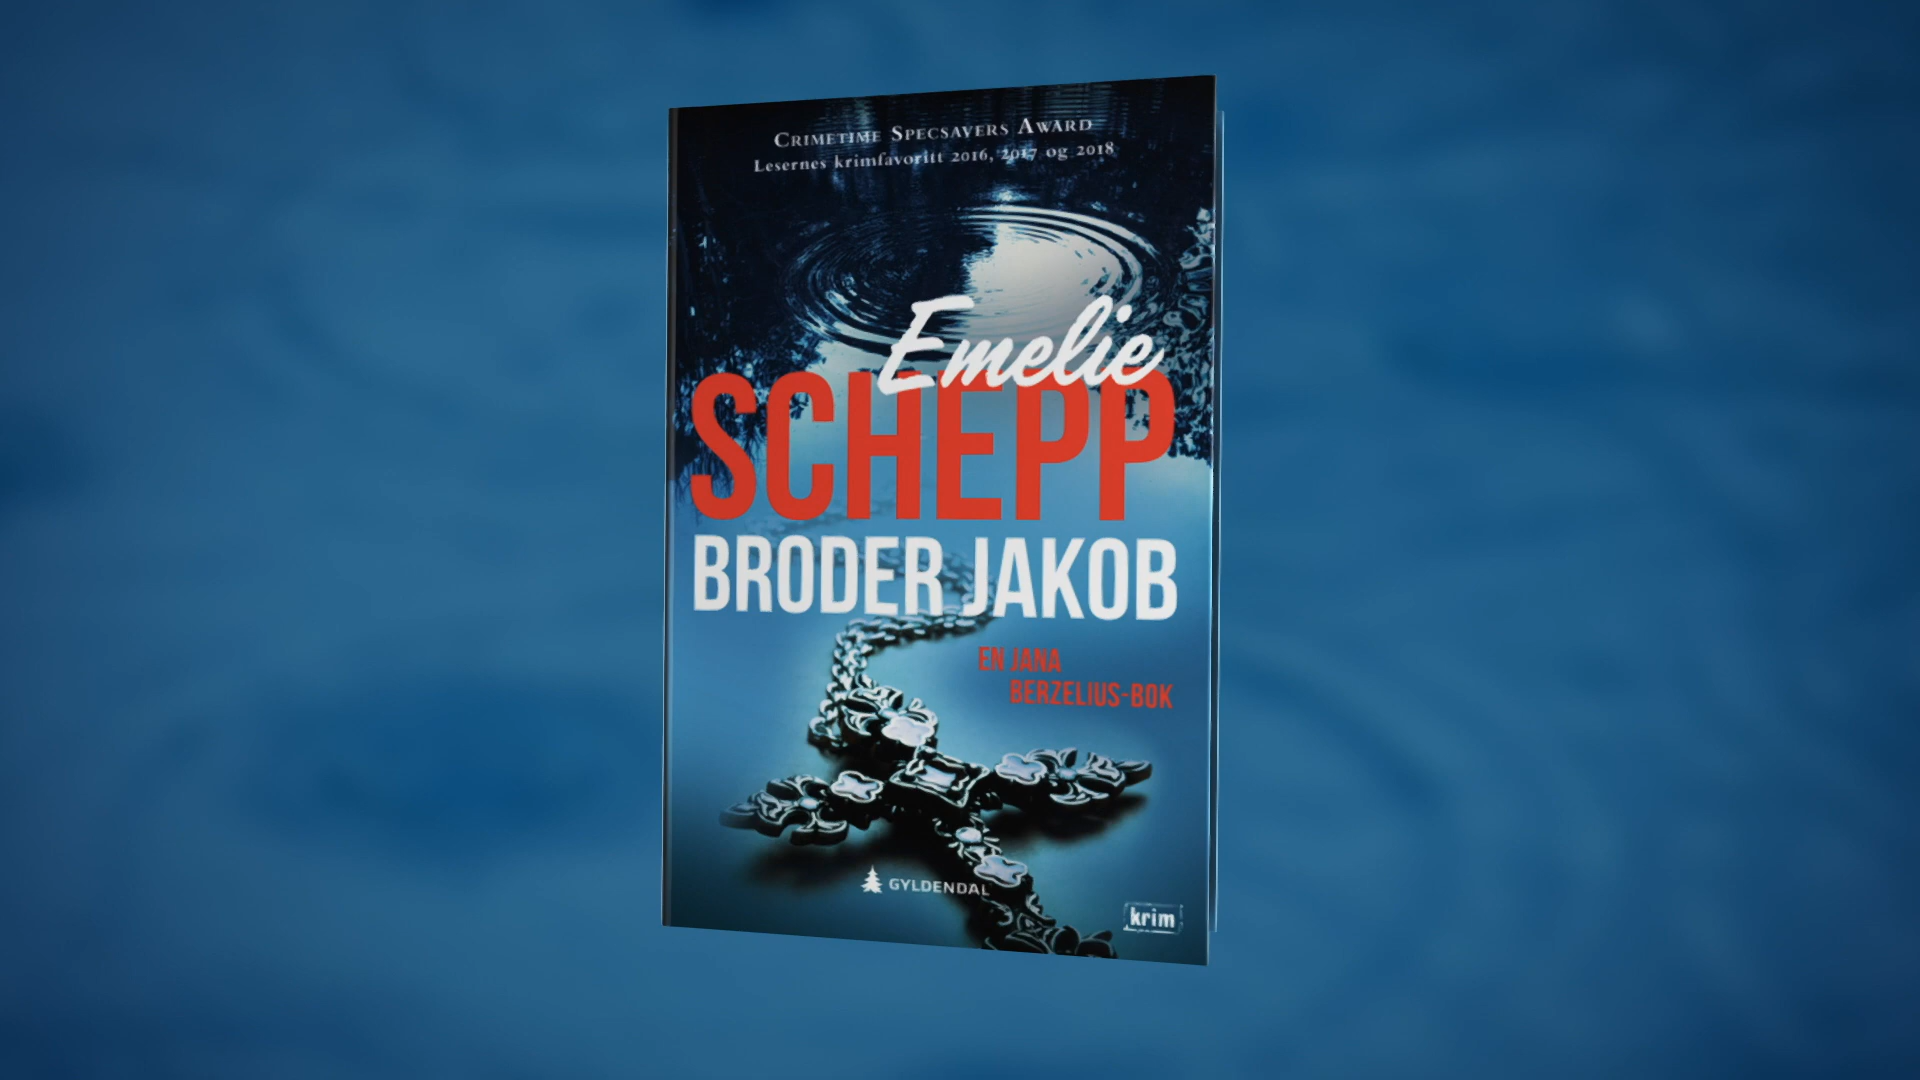 CRIMETIME SPECSAVERS AWARD
Lesernes krimfavoritt 2016, 2017 og 2018
Emelie
SCHEPP
BRODER JAKOB
EN JANA
BERZELIUS-BOK
GYLDENDAL
krim